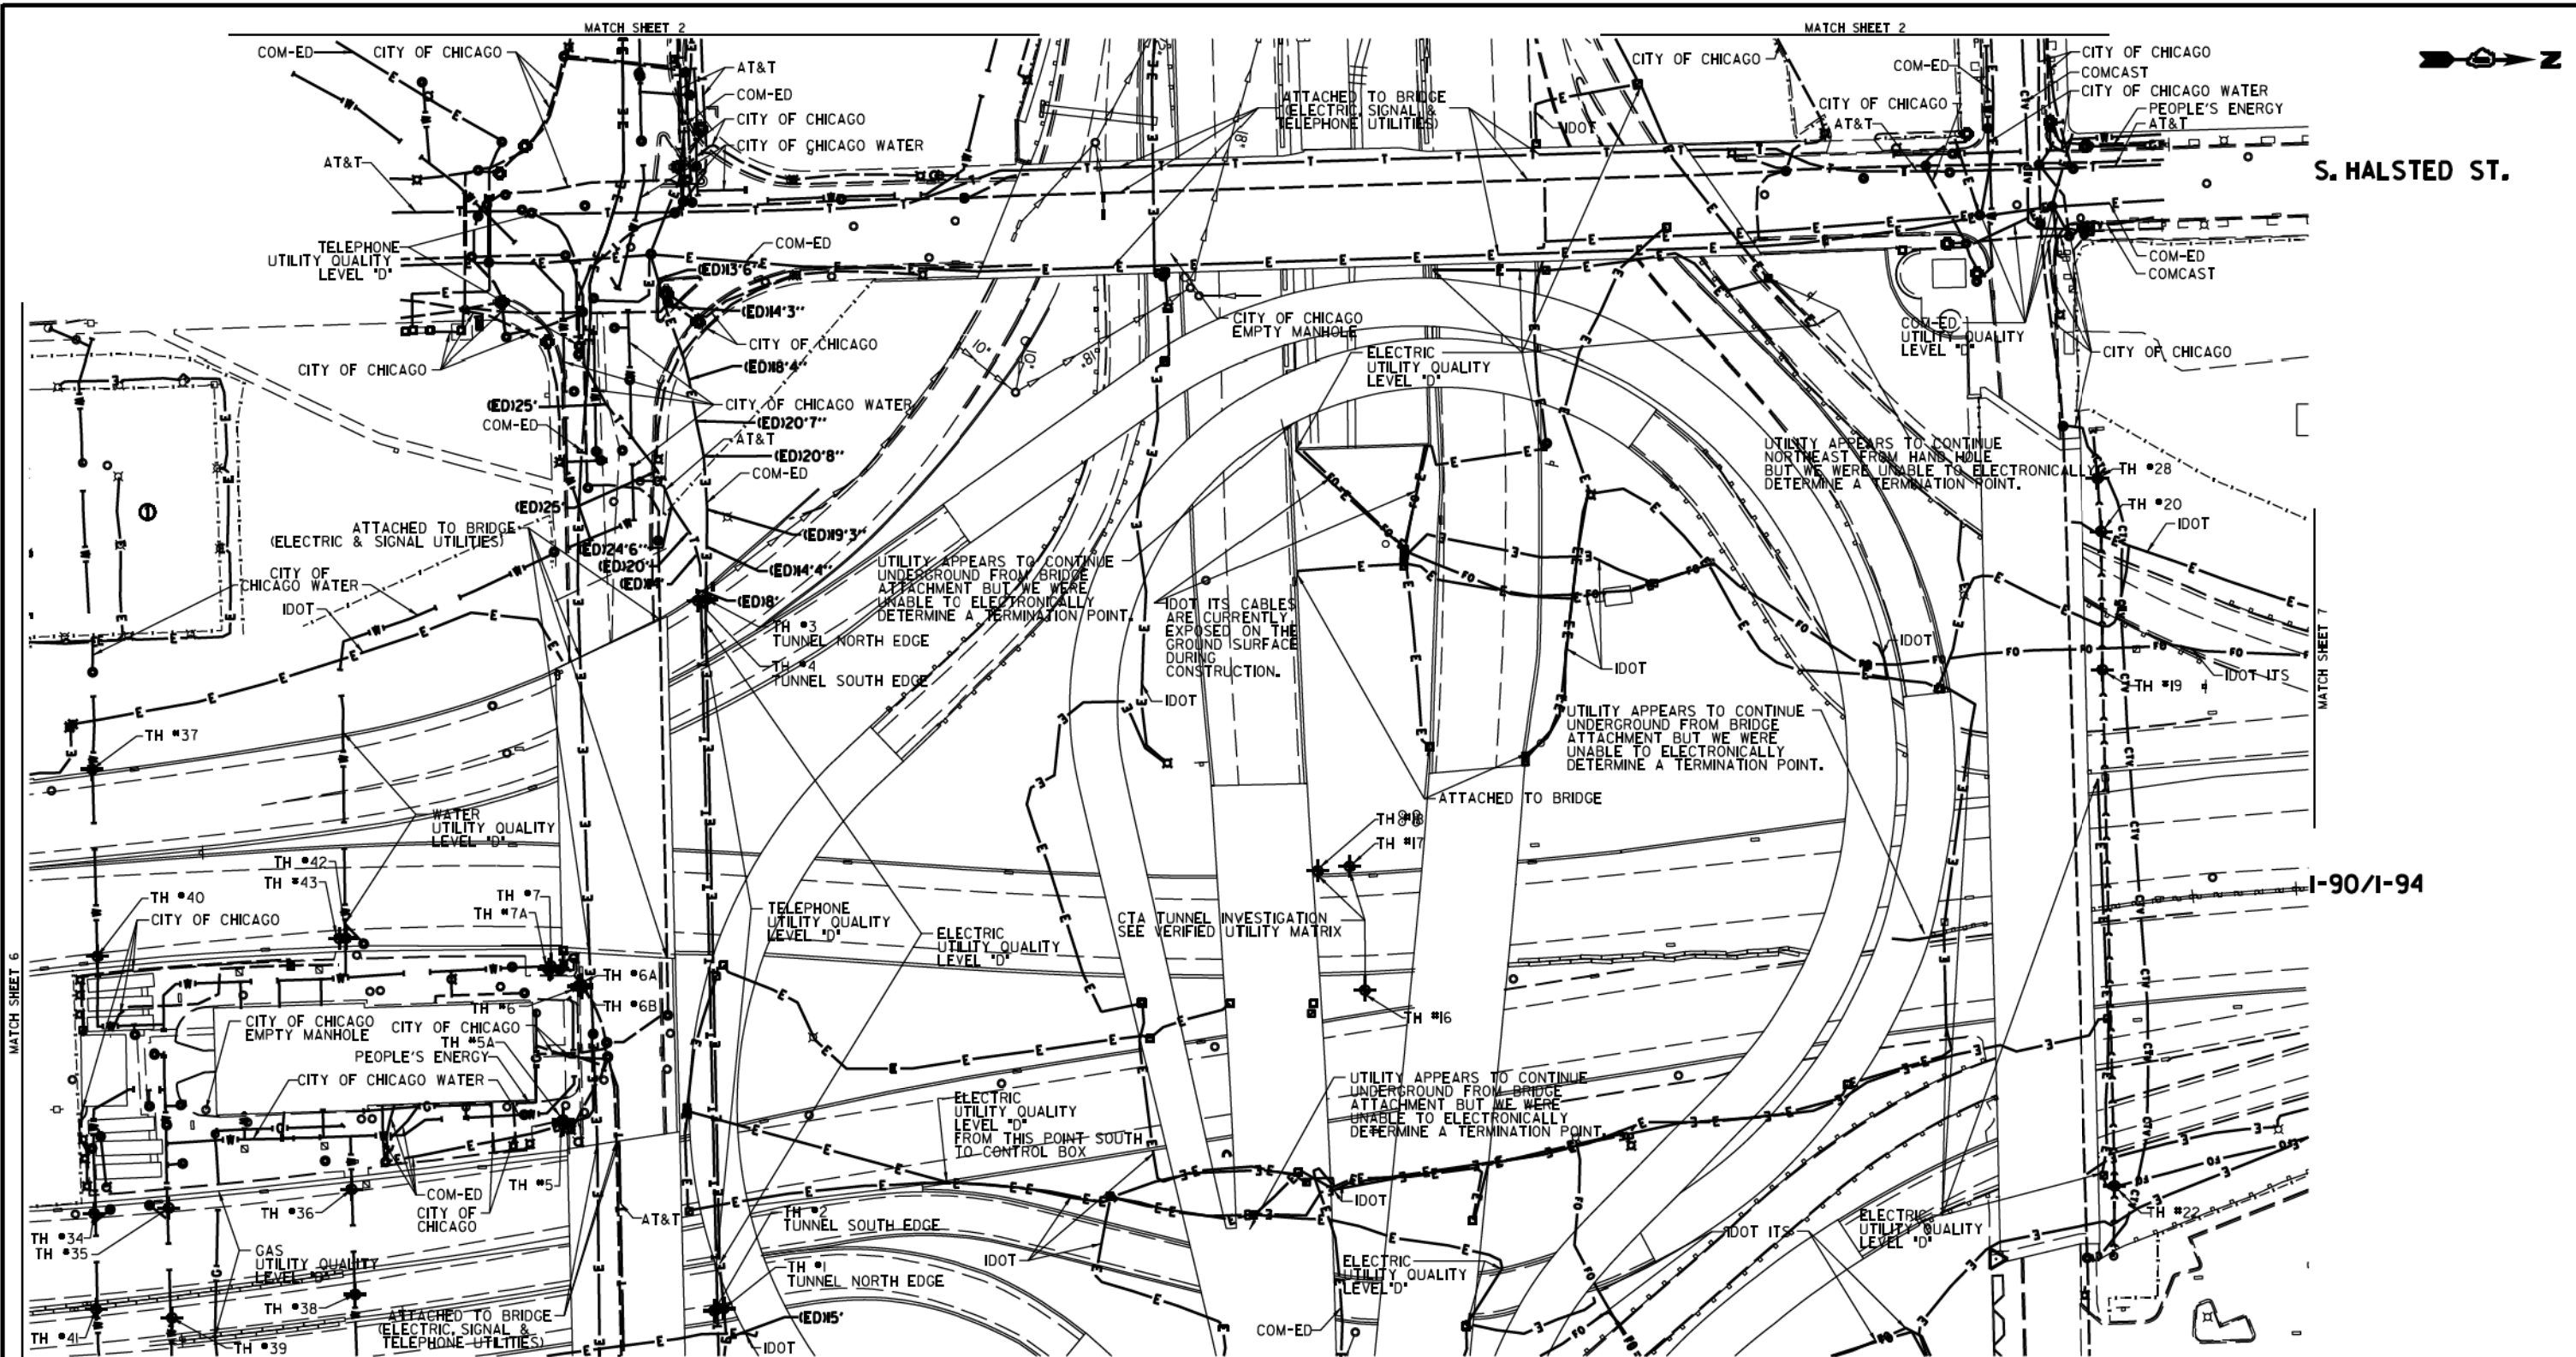 MATCH SHEET 2
MATCH SHEET 2
COM-ED
CITY OF CHICAGO
AT&T
COM-ED
CITY OF CHICAGO
CITY OF CHICAGO WATER
AT&T
ATTACHED TO BRIDGE
(ELECTRIC, SIGNAL &
TELEPHONE UTILITIES)
IDOT
CITY OF CHICAGO
COM-ED
CITY OF CHICAGO
AT&T
CITY OF CHICAGO
COMCAST
CITY OF CHICAGO WATER
PEOPLE'S ENERGY
AT&T
N
S. HALSTED ST.
TELEPHONE
UTILITY QUALITY
LEVEL "D"
COM-ED
(ED)13'6"
(ED)14'3"
CITY OF CHICAGO
(ED)18'4"
CITY OF CHICAGO
CITY OF CHICAGO
EMPTY MANHOLE
ELECTRIC
UTILITY QUALITY
LEVEL "D"
COM-ED
UTILITY QUALITY
LEVEL "D"
COM-ED
COMCAST
CITY OF CHICAGO
10"
10"
18"
18"
(ED)25'
COM-ED
CITY OF CHICAGO WATER
(ED)20'7"
AT&T
(ED)20'8"
COM-ED
(ED)25'
(ED)19'3"
UTILITY APPEARS TO CONTINUE
NORTHEAST FROM HAND HOLE
BUT WE WERE UNABLE TO ELECTRONICALLY
DETERMINE A TERMINATION POINT.
TH #28
TH #20
IDOT
ATTACHED TO BRIDGE
(ELECTRIC & SIGNAL UTILITIES)
(ED)24'6"
(ED)20'
(ED)14'4"
(ED)8'
CITY OF
CHICAGO WATER
IDOT
UTILITY APPEARS TO CONTINUE
UNDERGROUND FROM BRIDGE
ATTACHMENT BUT WE WERE
UNABLE TO ELECTRONICALLY
DETERMINE A TERMINATION POINT.
TH #3
TUNNEL NORTH EDGE
TH #4
TUNNEL SOUTH EDGE
IDOT ITS CABLES
ARE CURRENTLY
EXPOSED ON THE
GROUND SURFACE
DURING
CONSTRUCTION.
IDOT
IDOT
IDOT
IDOT ITS
TH #19
MATCH SHEET 7
TH #37
UTILITY APPEARS TO CONTINUE
UNDERGROUND FROM BRIDGE
ATTACHMENT BUT WE WERE
UNABLE TO ELECTRONICALLY
DETERMINE A TERMINATION POINT.
ATTACHED TO BRIDGE
WATER
UTILITY QUALITY
LEVEL "D"
TH #17
TH #42
TH #43
TH #40
CITY OF CHICAGO
TH #7
TH #7A
TELEPHONE
UTILITY QUALITY
LEVEL "D"
ELECTRIC
UTILITY QUALITY
LEVEL "D"
CTA TUNNEL INVESTIGATION
SEE VERIFIED UTILITY MATRIX
I-90/I-94
MATCH SHEET 6
TH #6A
TH #6
TH #6B
TH #16
CITY OF CHICAGO
EMPTY MANHOLE
CITY OF CHICAGO
TH #5A
PEOPLE'S ENERGY
CITY OF CHICAGO WATER
ELECTRIC
UTILITY QUALITY
LEVEL "D"
FROM THIS POINT SOUTH
TO CONTROL BOX
UTILITY APPEARS TO CONTINUE
UNDERGROUND FROM BRIDGE
ATTACHMENT BUT WE WERE
UNABLE TO ELECTRONICALLY
DETERMINE A TERMINATION POINT.
TH #5
COM-ED
CITY OF
CHICAGO
TH #36
AT&T
TH #2
TUNNEL SOUTH EDGE
IDOT
IDOT
IDOT ITS
ELECTRIC
UTILITY QUALITY
LEVEL "D"
TH #22
TH #34
TH #35
GAS
UTILITY QUALITY
LEVEL "D"
TH #1
TUNNEL NORTH EDGE
ELECTRIC
UTILITY QUALITY
LEVEL "D"
TH #38
ATTACHED TO BRIDGE
(ELECTRIC, SIGNAL &
TELEPHONE UTILITIES)
(ED)15'
COM-ED
TH #41
TH #39
IDOT